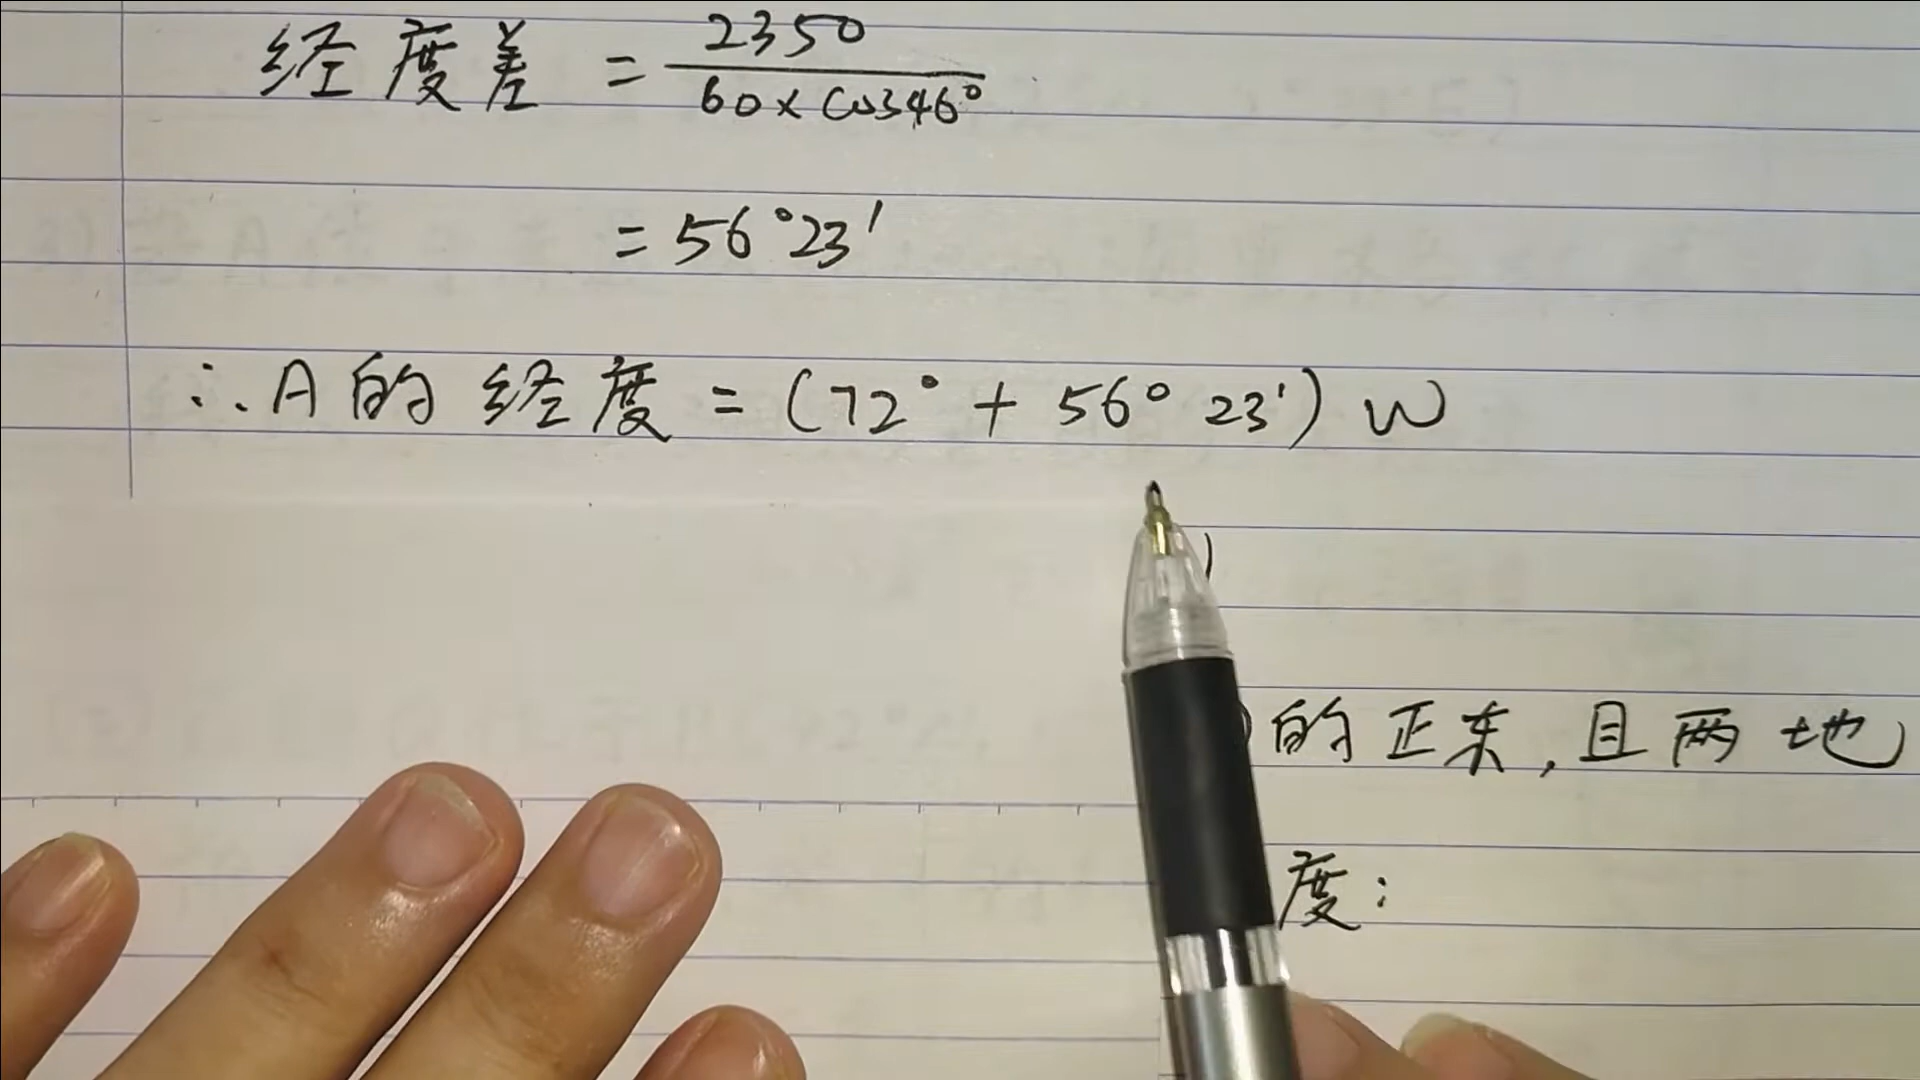 经度差 = 2350
60 x cos46°
= 56°23'
∴ A的经度 = (72° + 56° 23') W
)
的正东,且两地
度: